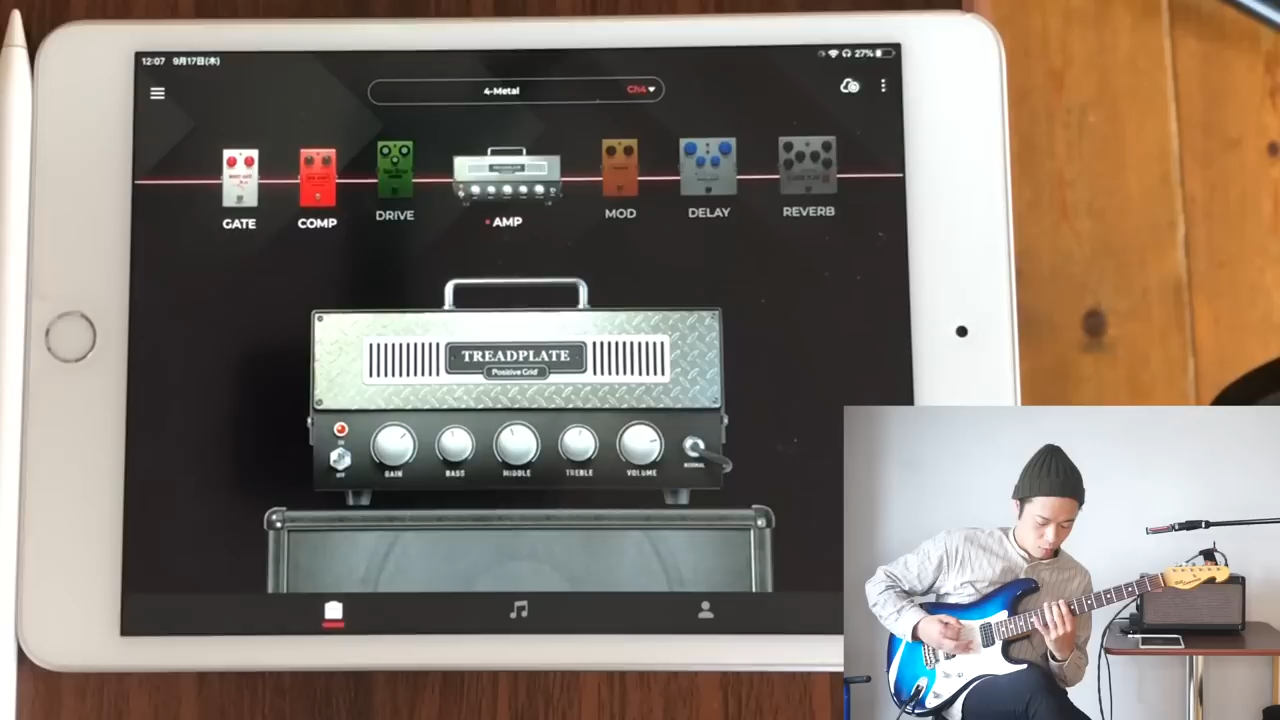 12:07 9月17日(木)
27%
4-Metal
Ch4
GATE
COMP
DRIVE
AMP
MOD
DELAY
REVERB
TREADPLATE
Positive Grid
GAIN
BASS
MIDDLE
TREBLE
VOLUME
NORMAL
OFF